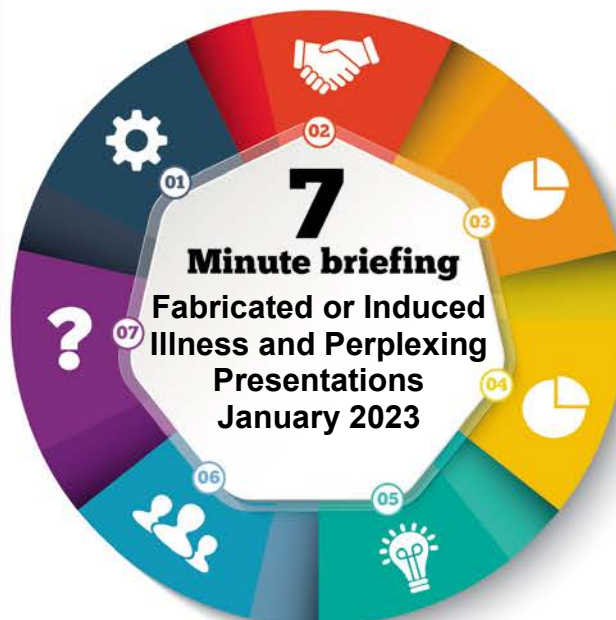 02
01
03
7
Minute briefing
Fabricated or Induced
Illness and Perplexing
Presentations
January 2023
?
07
04
06
05